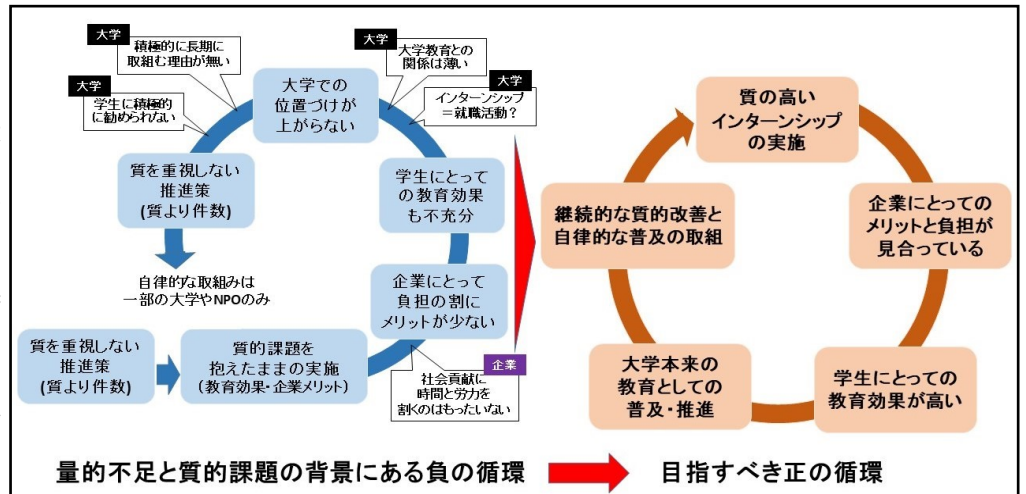 大学
積極的に長期に
取組む理由が無い
大学
学生に積極的
に勧められない
大学
大学教育との
関係は薄い
大学
インターンシップ
＝就職活動？
大学での
位置づけが
上がらない
質を重視しない
推進策
(質より件数)
学生にとって
の教育効果
も不充分
自律的な取組みは
一部の大学やNPOのみ
企業にとって
負担の割に
メリットが少ない
質を重視しない
推進策
(質より件数)
質的課題を
抱えたままの実施
(教育効果・企業メリット)
企業
社会貢献に
時間と労力を
割くのはもったいない
質の高い
インターンシップ
の実施
継続的な質的改善と
自律的な普及の取組
企業にとっての
メリットと負担が
見合っている
大学本来の
教育としての
普及・推進
学生にとっての
教育効果が高い
量的不足と質的課題の背景にある負の循環
目指すべき正の循環